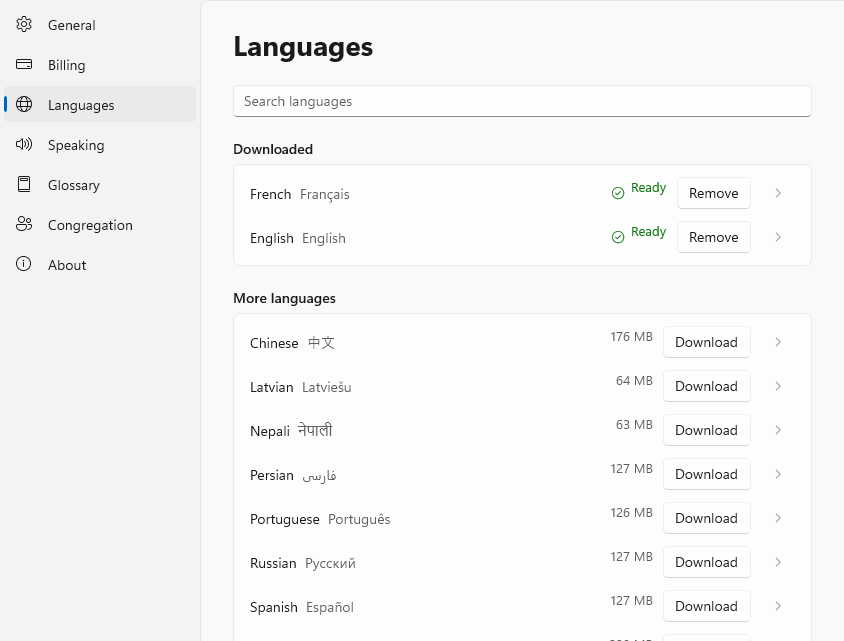 General
Billing
Languages
Speaking
Glossary
Congregation
About
Languages
Search languages
Downloaded
French Français Ready Remove
English English Ready Remove
More languages
Chinese 中文 176 MB Download
Latvian Latviešu 64 MB Download
Nepali नेपाली 63 MB Download
Persian فارسی 127 MB Download
Portuguese Português 126 MB Download
Russian Русский 127 MB Download
Spanish Español 127 MB Download